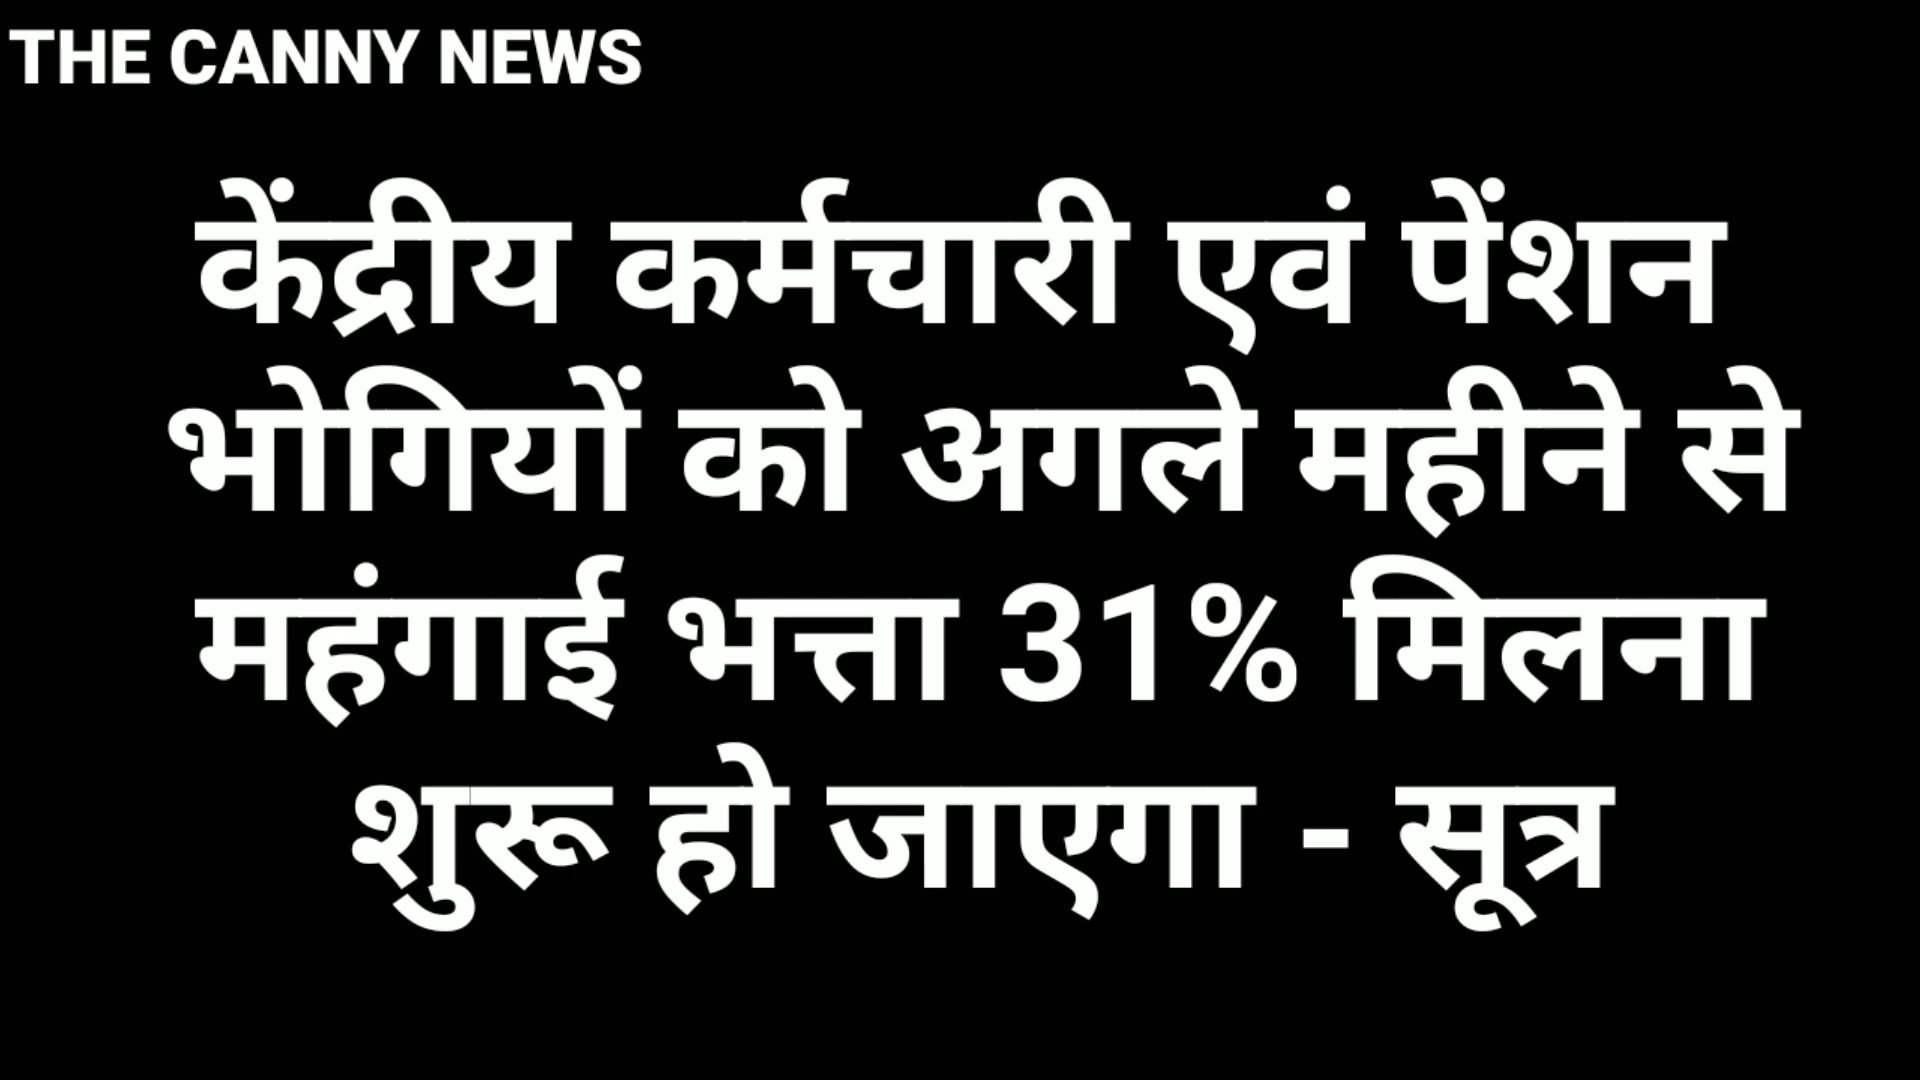 THE CANNY NEWS
केंद्रीय कर्मचारी एवं पेंशन
भोगियों को अगले महीने से
महंगाई भत्ता 31% मिलना
शुरू हो जाएगा - सूत्र